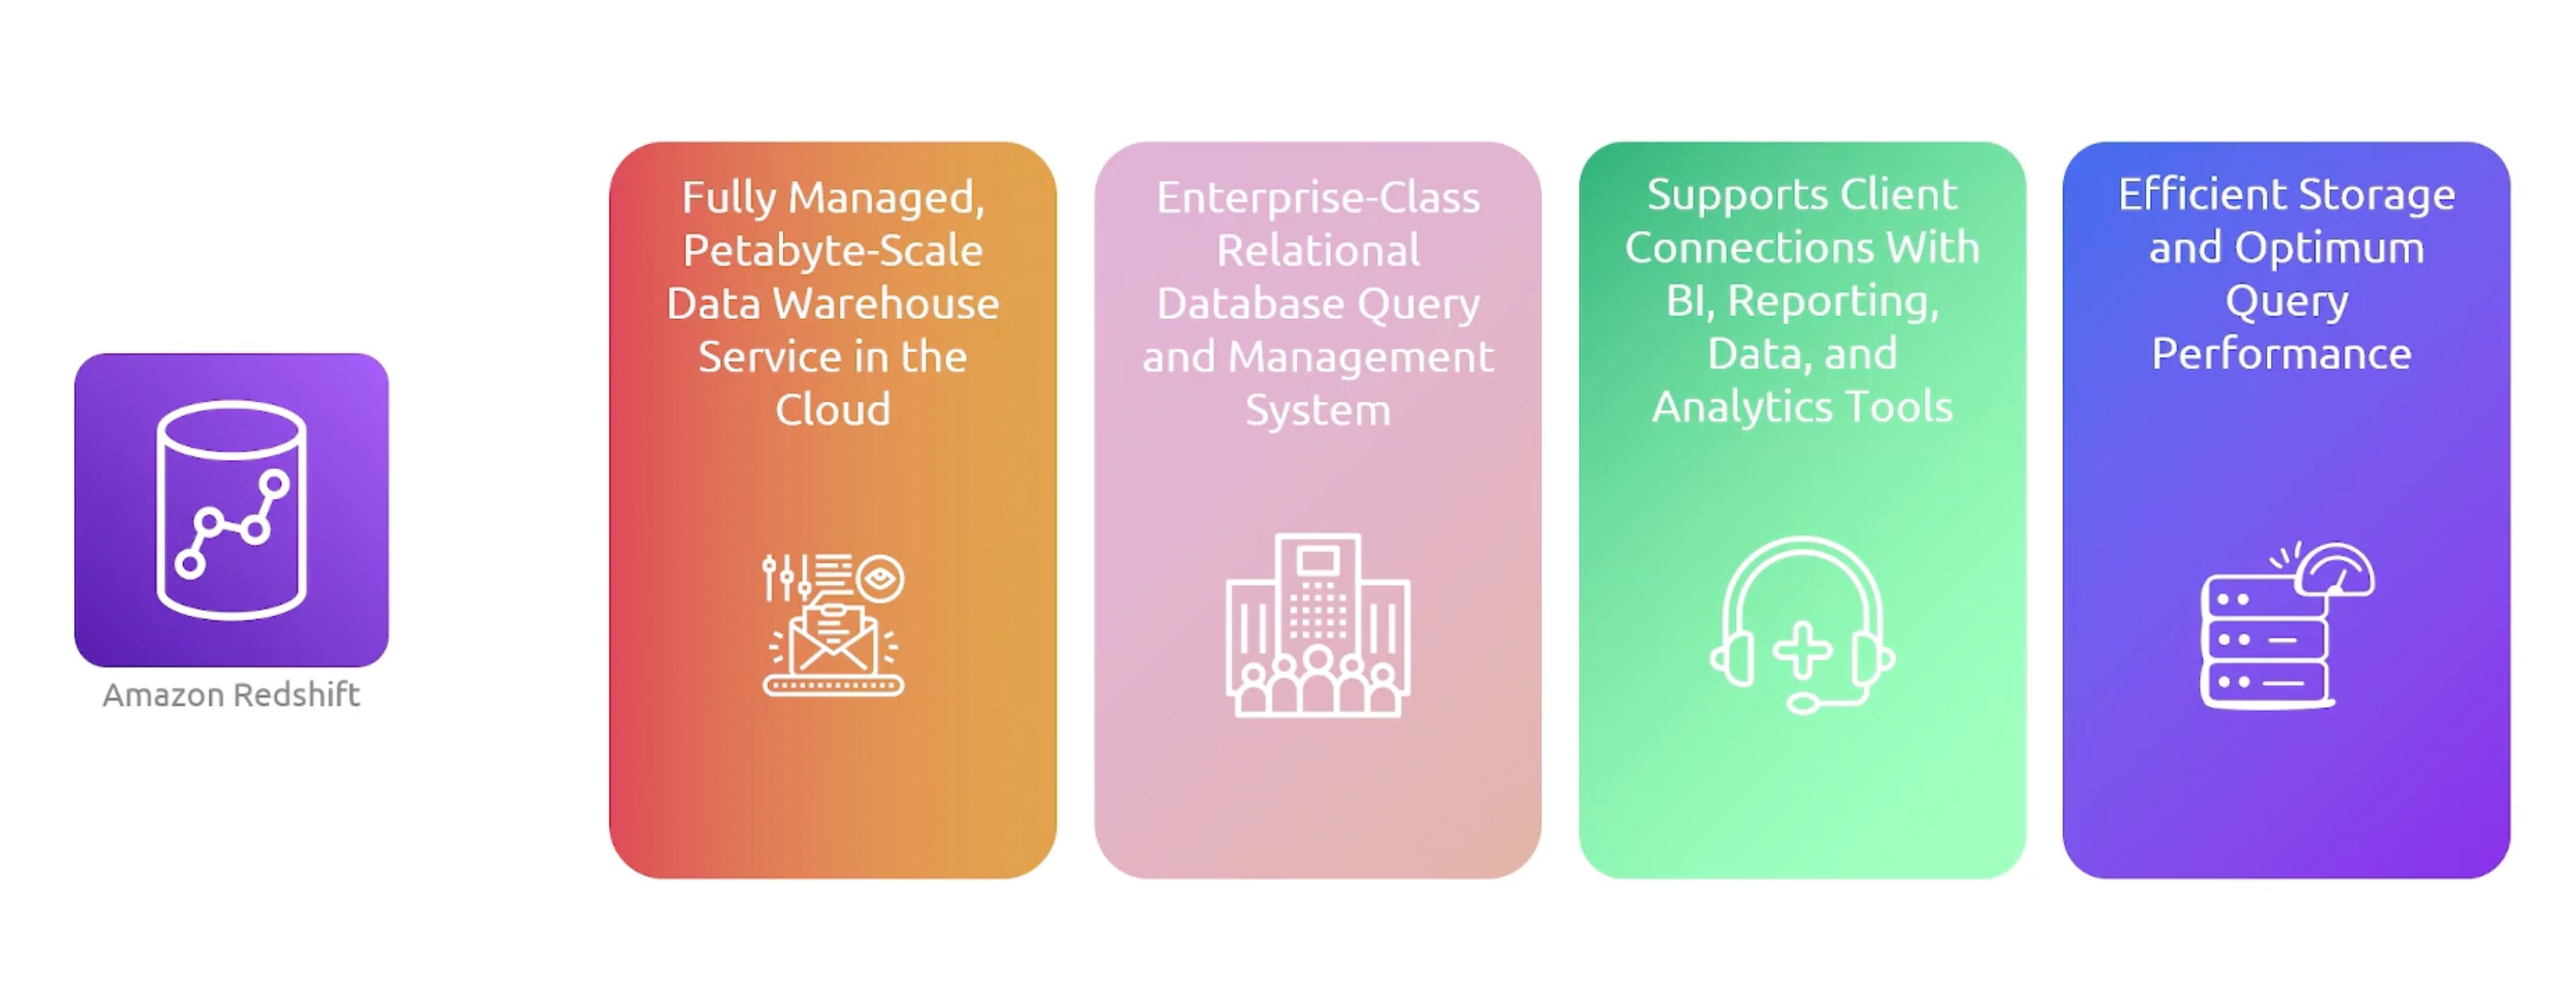 Amazon Redshift
Fully Managed,
Petabyte-Scale
Data Warehouse
Service in the
Cloud
Enterprise-Class
Relational
Database Query
and Management
System
Supports Client
Connections With
BI, Reporting,
Data, and
Analytics Tools
Efficient Storage
and Optimum
Query
Performance